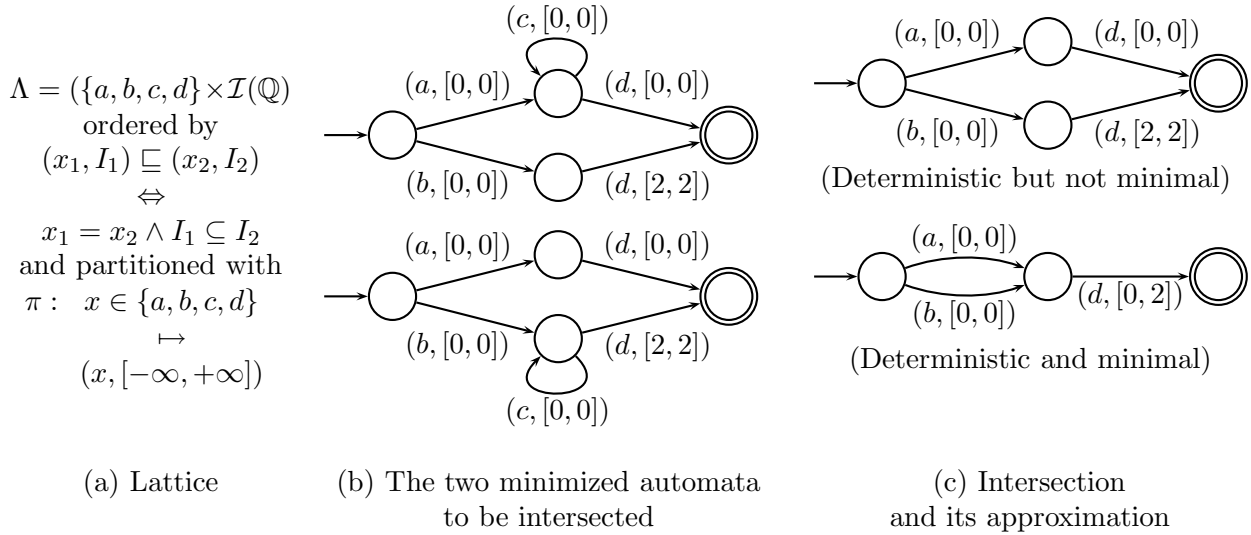 Λ = ({a, b, c, d}×𝓘(ℚ)
ordered by
(x₁, I₁) ⊑ (x₂, I₂)
⇔
x₁ = x₂ ∧ I₁ ⊆ I₂
and partitioned with
π : x ∈ {a, b, c, d}
↦
(x, [−∞, +∞])
(a) Lattice
(c, [0, 0])
(a, [0, 0]) (d, [0, 0])
(b, [0, 0]) (d, [2, 2])
(a, [0, 0]) (d, [0, 0])
(b, [0, 0]) (d, [2, 2])
(c, [0, 0])
(b) The two minimized automata
to be intersected
(a, [0, 0]) (d, [0, 0])
(b, [0, 0]) (d, [2, 2])
(Deterministic but not minimal)
(a, [0, 0])
(b, [0, 0]) (d, [0, 2])
(Deterministic and minimal)
(c) Intersection
and its approximation